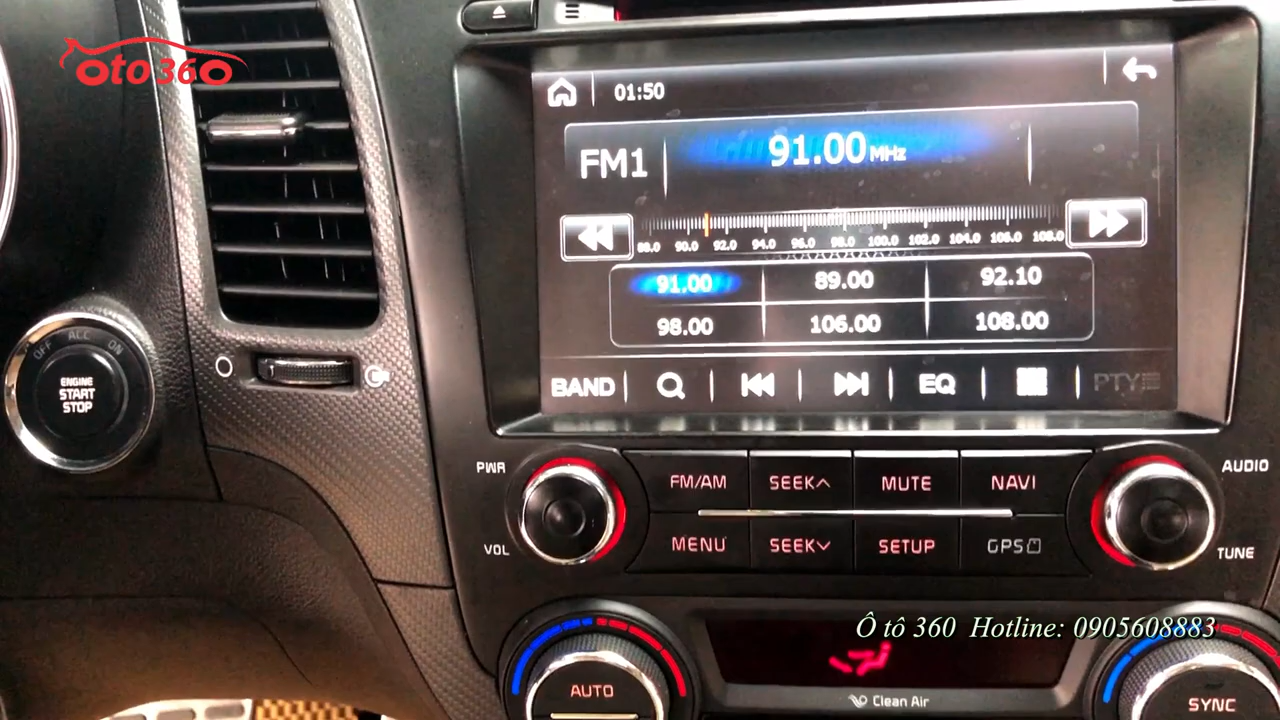 oto360
01:50
FM1
91.00 MHz
88.0 90.0 92.0 94.0 96.0 98.0 100.0 102.0 104.0 106.0 108.0
91.00 89.00 92.10
98.00 106.00 108.00
BAND EQ PTY
OFF ACC ON
ENGINE
START
STOP
PWR
VOL
FM/AM SEEK MUTE NAVI
MENU SEEK SETUP GPS
AUDIO
TUNE
Ô tô 360 Hotline: 0905608883
AUTO
Clean Air
SYNC